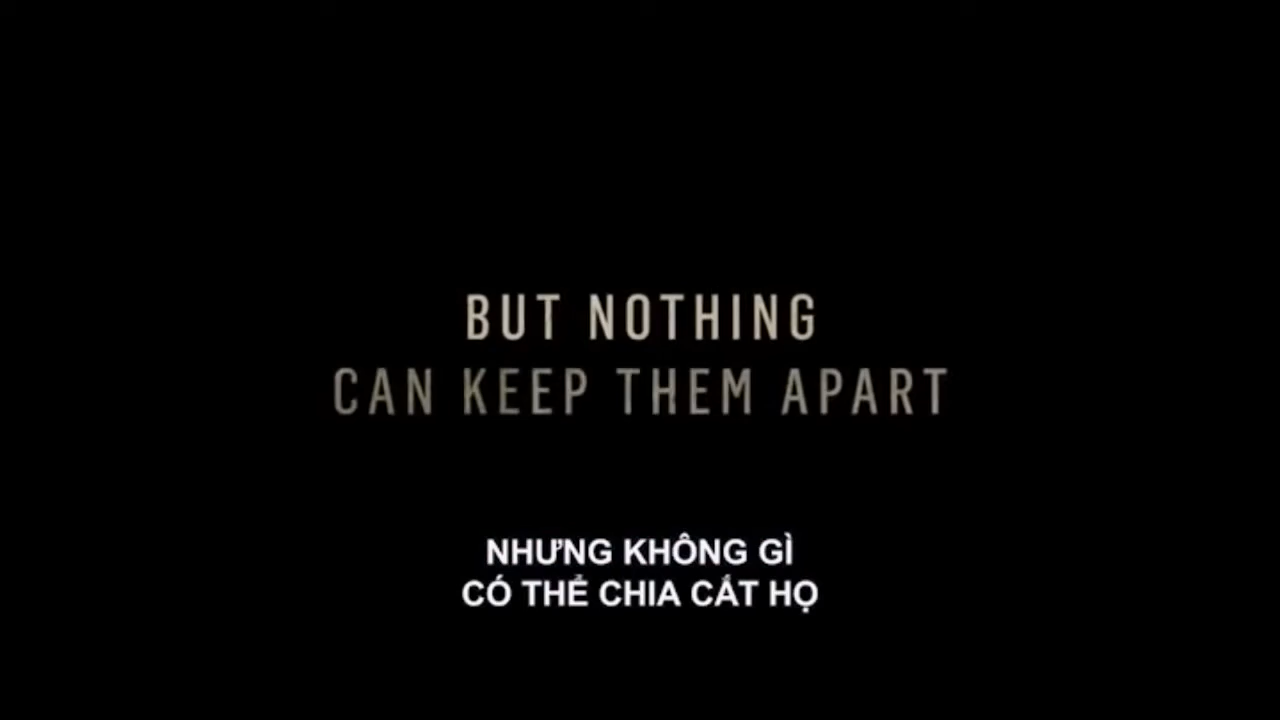 BUT NOTHING
CAN KEEP THEM APART
NHƯNG KHÔNG GÌ
CÓ THỂ CHIA CẮT HỌ